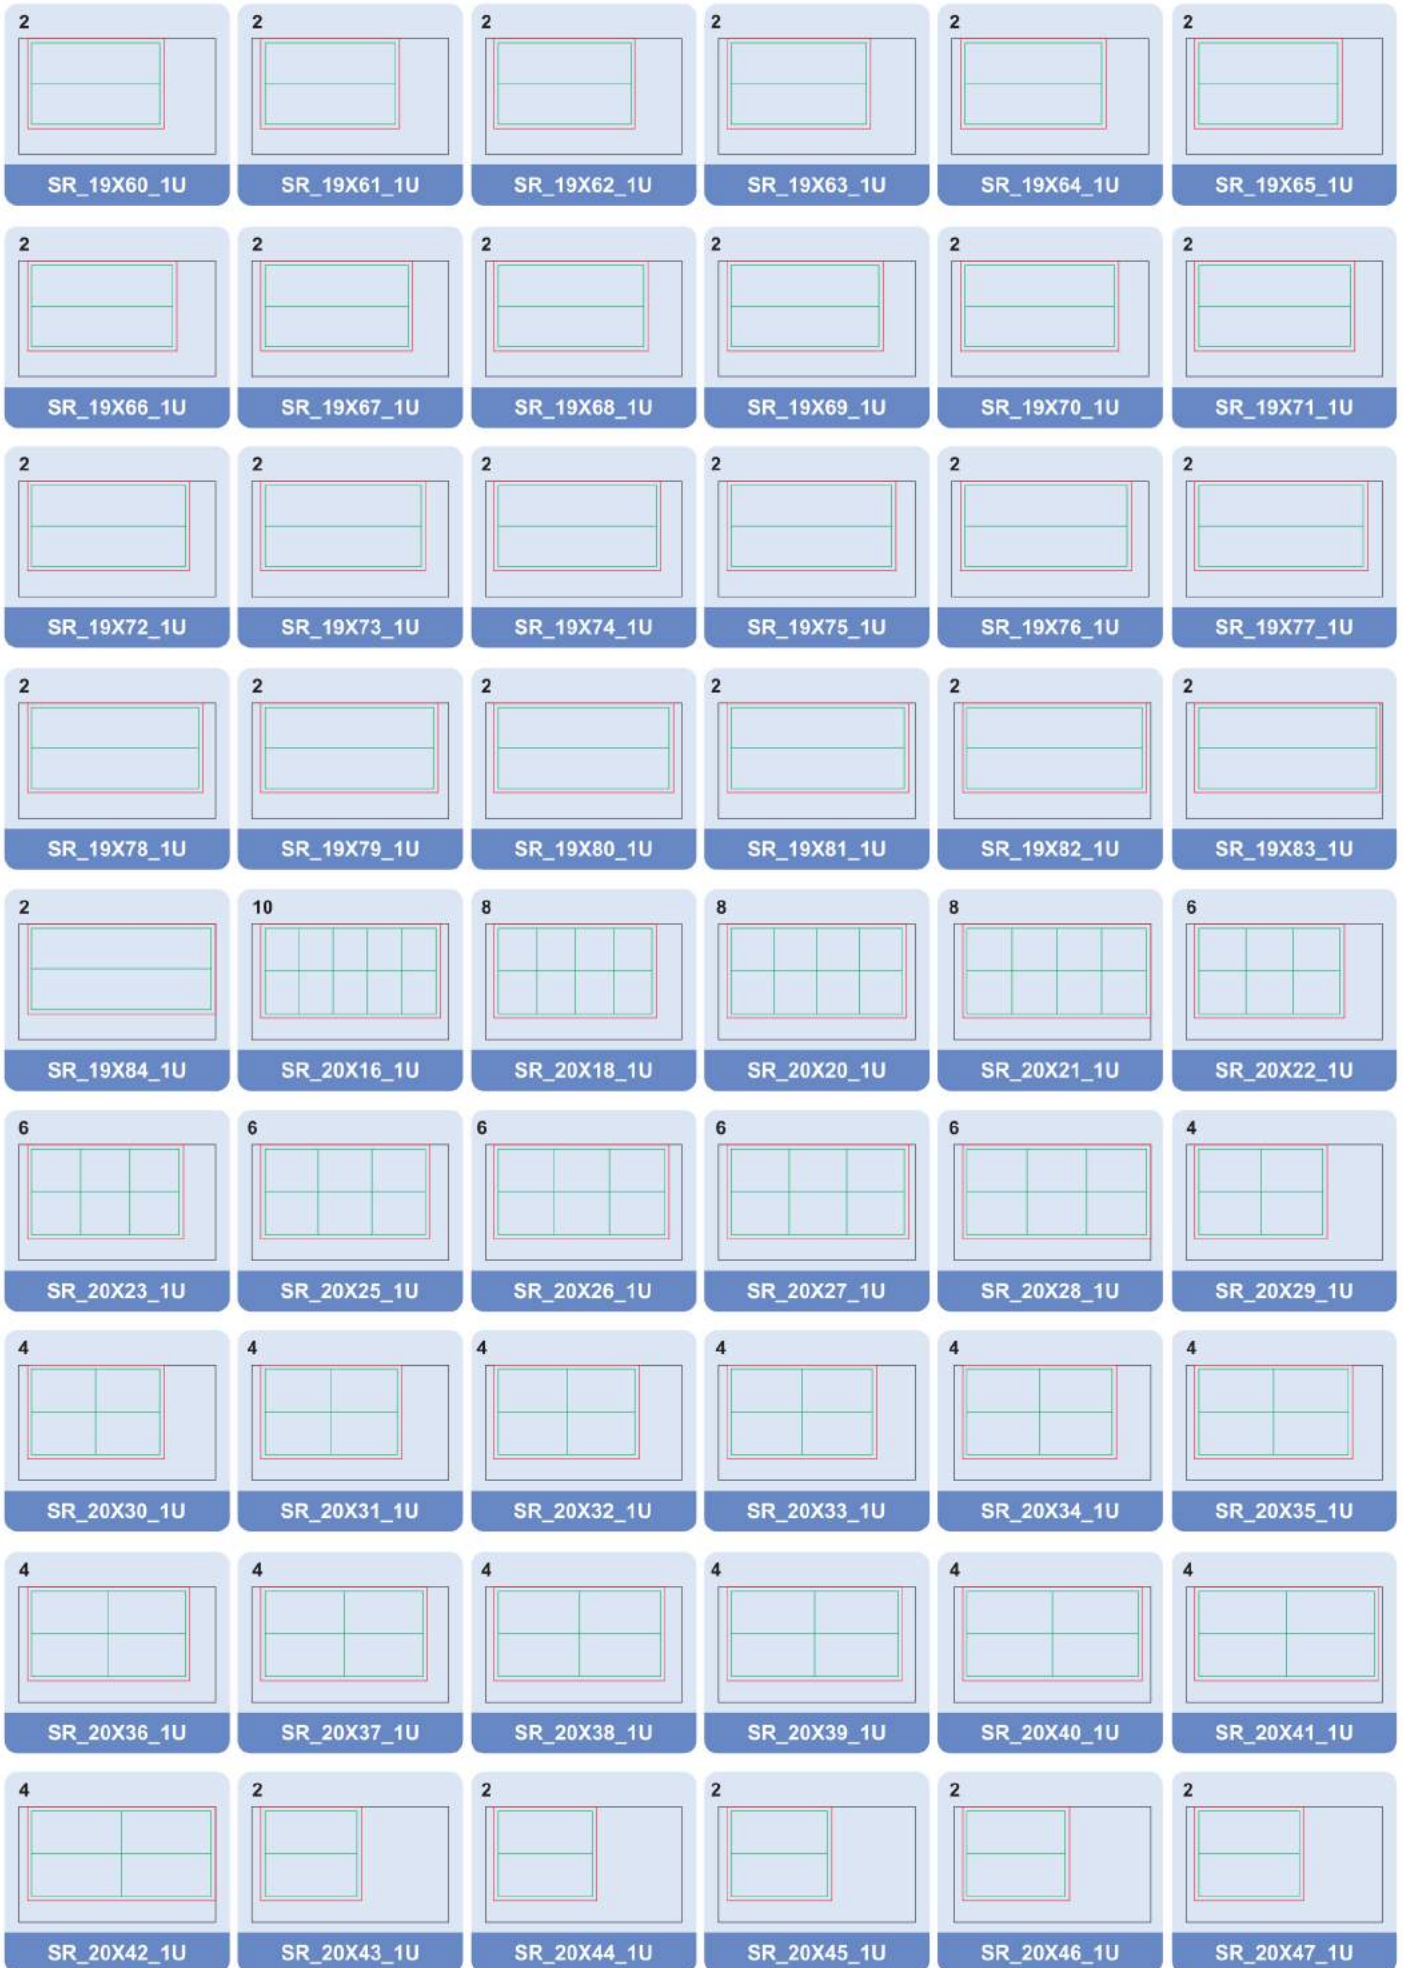 2 2 2 2 2 2
SR_19X60_1U SR_19X61_1U SR_19X62_1U SR_19X63_1U SR_19X64_1U SR_19X65_1U
2 2 2 2 2 2
SR_19X66_1U SR_19X67_1U SR_19X68_1U SR_19X69_1U SR_19X70_1U SR_19X71_1U
2 2 2 2 2 2
SR_19X72_1U SR_19X73_1U SR_19X74_1U SR_19X75_1U SR_19X76_1U SR_19X77_1U
2 2 2 2 2 2
SR_19X78_1U SR_19X79_1U SR_19X80_1U SR_19X81_1U SR_19X82_1U SR_19X83_1U
2 10 8 8 8 6
SR_19X84_1U SR_20X16_1U SR_20X18_1U SR_20X20_1U SR_20X21_1U SR_20X22_1U
6 6 6 6 6 4
SR_20X23_1U SR_20X25_1U SR_20X26_1U SR_20X27_1U SR_20X28_1U SR_20X29_1U
4 4 4 4 4 4
SR_20X30_1U SR_20X31_1U SR_20X32_1U SR_20X33_1U SR_20X34_1U SR_20X35_1U
4 4 4 4 4 4
SR_20X36_1U SR_20X37_1U SR_20X38_1U SR_20X39_1U SR_20X40_1U SR_20X41_1U
4 2 2 2 2 2
SR_20X42_1U SR_20X43_1U SR_20X44_1U SR_20X45_1U SR_20X46_1U SR_20X47_1U